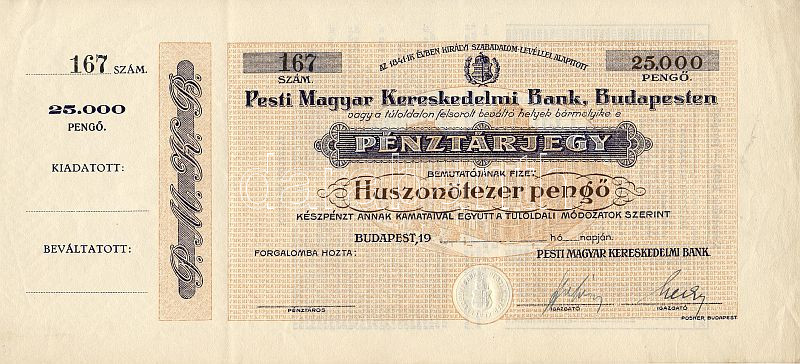 167 SZÁM.
25.000
PENGŐ.
KIADATOTT:
BEVÁLTATOTT:
P. M. K. B.
167
SZÁM.
AZ 1841-IK ÉVBEN KIRÁLYI SZABADALOM-LEVÉLLEL ALAPÍTOTT
25.000
PENGŐ.
Pesti Magyar Kereskedelmi Bank, Budapesten
vagy a túloldalon felsorolt beváltó helyek bármelyike e
PÉNZTÁRJEGY
BEMUTATÓJÁNAK FIZET
Huszonötezer pengő
KÉSZPÉNZT ANNAK KAMATAIVAL EGYÜTT A TÚLOLDALI MÓDOZATOK SZERINT.
BUDAPEST, 19 hó napján.
FORGALOMBA HOZTA:
PESTI MAGYAR KERESKEDELMI BANK
PÉNZTÁROS
IGAZGATÓ
IGAZGATÓ
POSNER, BUDAPEST